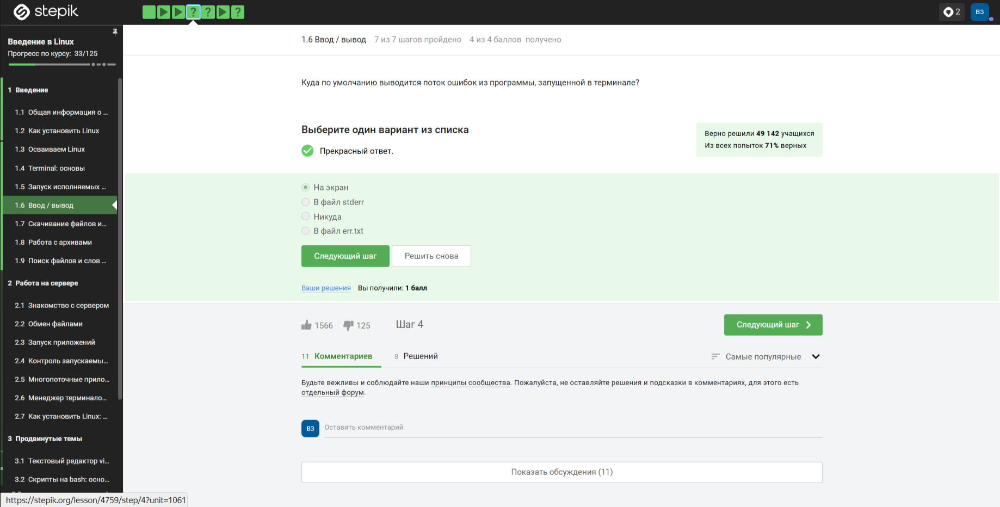 stepik
? ? ?
2
ВЗ
Введение в Linux
Прогресс по курсу: 33/125
1 Введение
1.1 Общая информация о ...
1.2 Как установить Linux
1.3 Осваиваем Linux
1.4 Terminal: основы
1.5 Запуск исполняемых ...
1.6 Ввод / вывод
1.7 Скачивание файлов и...
1.8 Работа с архивами
1.9 Поиск файлов и слов ...
2 Работа на сервере
2.1 Знакомство с сервером
2.2 Обмен файлами
2.3 Запуск приложений
2.4 Контроль запускаемы...
2.5 Многопоточные прило...
2.6 Менеджер терминало...
2.7 Как установить Linux: ...
3 Продвинутые темы
3.1 Текстовый редактор vi...
3.2 Скрипты на bash: осно...
1.6 Ввод / вывод 7 из 7 шагов пройдено 4 из 4 баллов получено
Куда по умолчанию выводится поток ошибок из программы, запущенной в терминале?
Выберите один вариант из списка
Прекрасный ответ.
Верно решили 49 142 учащихся
Из всех попыток 71% верных
На экран
В файл stderr
Никуда
В файл err.txt
Следующий шаг
Решить снова
Ваши решения Вы получили: 1 балл
1566 125 Шаг 4
Следующий шаг
11 Комментариев 8 Решений
Самые популярные
Будьте вежливы и соблюдайте наши принципы сообщества. Пожалуйста, не оставляйте решения и подсказки в комментариях, для этого есть
отдельный форум.
ВЗ Оставить комментарий
Показать обсуждения (11)
https://stepik.org/lesson/4759/step/4?unit=1061